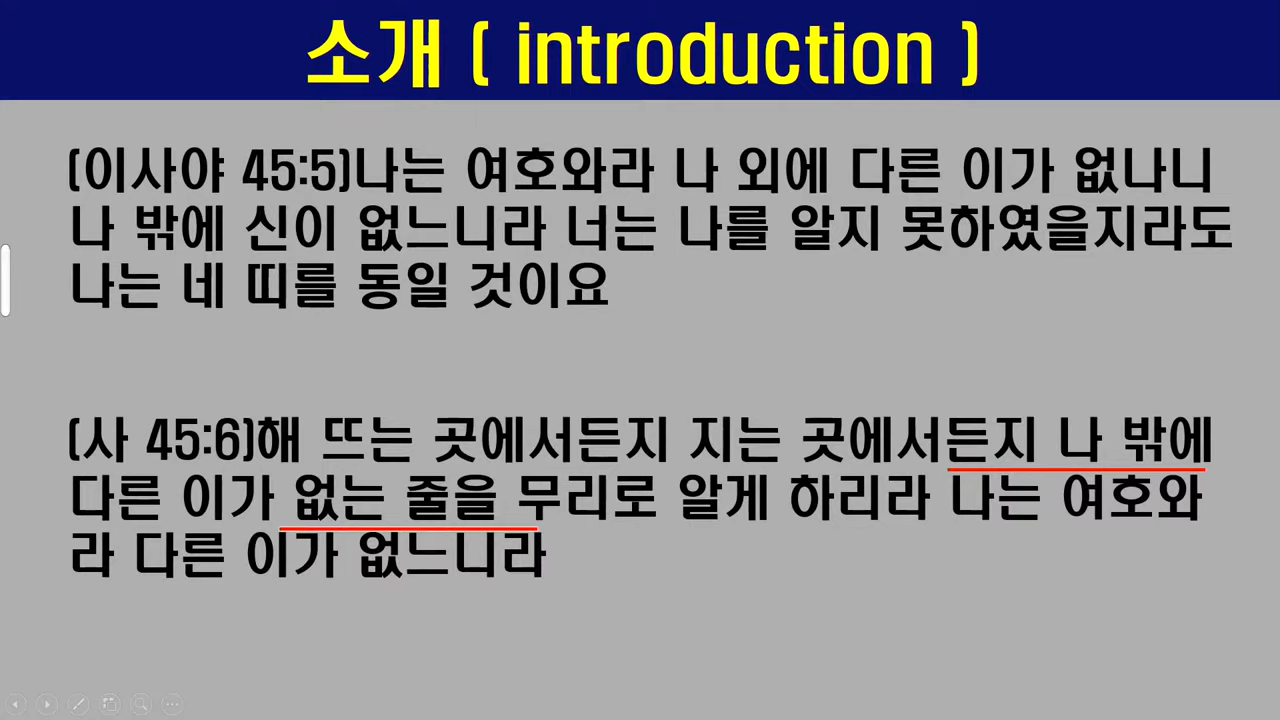 소개 ( introduction )
(이사야 45:5)나는 여호와라 나 외에 다른 이가 없나니
나 밖에 신이 없느니라 너는 나를 알지 못하였을지라도
나는 네 띠를 동일 것이요
(사 45:6)해 뜨는 곳에서든지 지는 곳에서든지 나 밖에
다른 이가 없는 줄을 무리로 알게 하리라 나는 여호와
라 다른 이가 없느니라